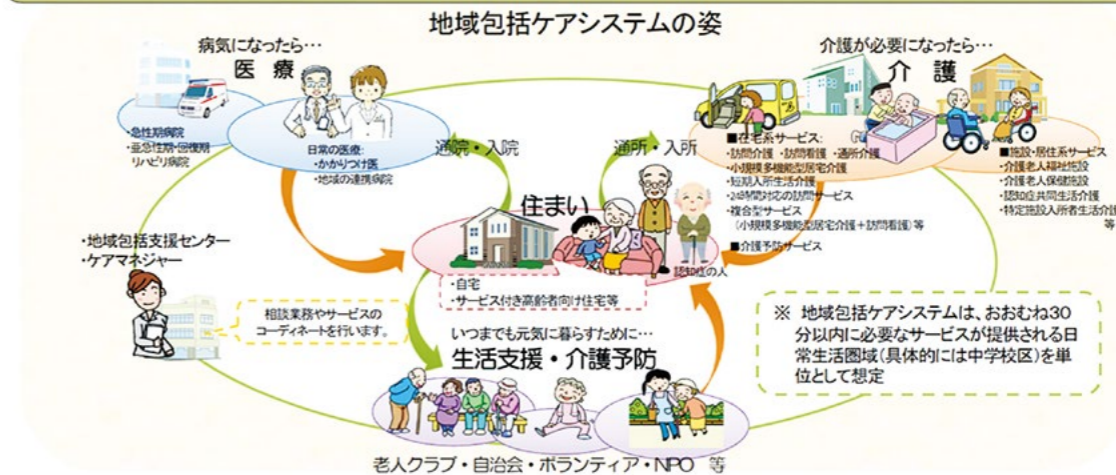 地域包括ケアシステムの姿
病気になったら…
医療
・急性期病院
・亜急性期・回復期
リハビリ病院
日常の医療:
・かかりつけ医
・地域の連携病院
通院・入院
通所・入所
介護が必要になったら…
介護
■在宅系サービス:
・訪問介護 ・訪問看護 ・通所介護
・小規模多機能型居宅介護
・短期入所生活介護
・24時間対応の訪問サービス
・複合型サービス
(小規模多機能型居宅介護+訪問看護)等
■介護予防サービス
■施設・居住系サービス
・介護老人福祉施設
・介護老人保健施設
・認知症共同生活介護
・特定施設入所者生活介護
等
住まい
認知症の人
・自宅
・サービス付き高齢者向け住宅等
・地域包括支援センター
・ケアマネジャー
相談業務やサービスの
コーディネートを行います。
いつまでも元気に暮らすために…
生活支援・介護予防
老人クラブ・自治会・ボランティア・NPO 等
※ 地域包括ケアシステムは、おおむね30
分以内に必要なサービスが提供される日
常生活圏域(具体的には中学校区)を単
位として想定